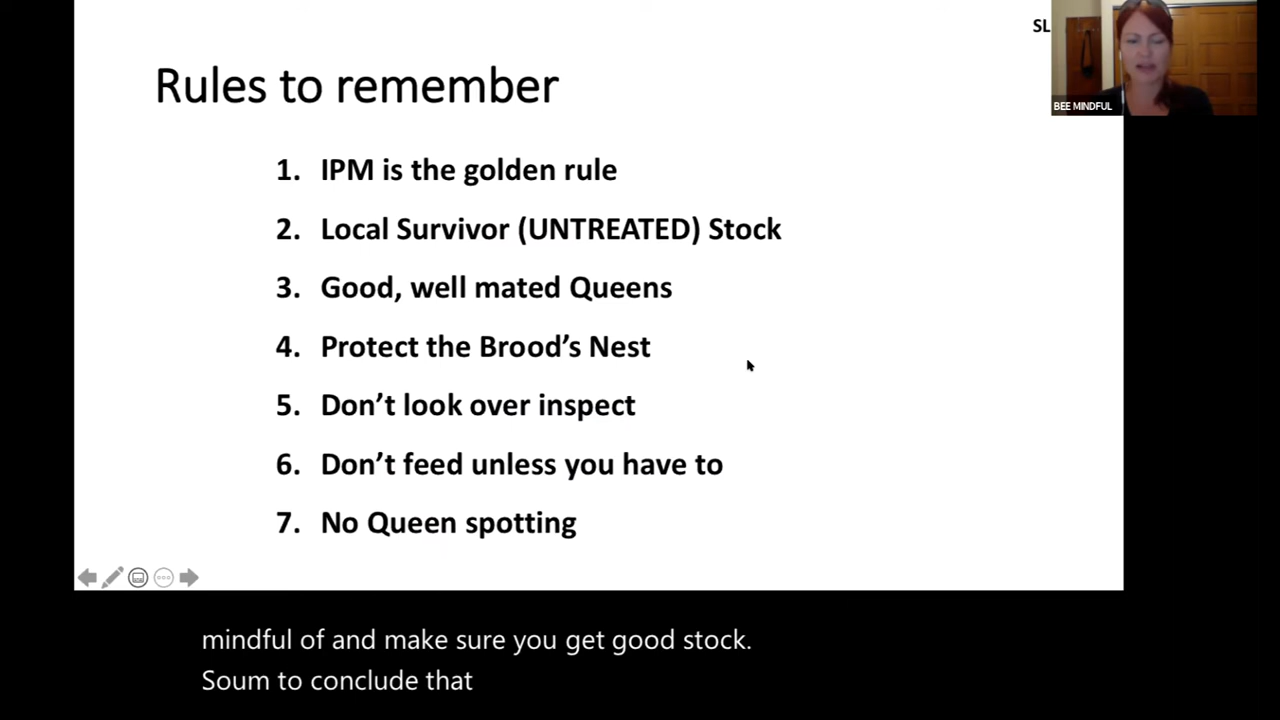 SL
BEE MINDFUL
Rules to remember
1. IPM is the golden rule
2. Local Survivor (UNTREATED) Stock
3. Good, well mated Queens
4. Protect the Brood’s Nest
5. Don’t look over inspect
6. Don’t feed unless you have to
7. No Queen spotting
mindful of and make sure you get good stock.
Soum to conclude that